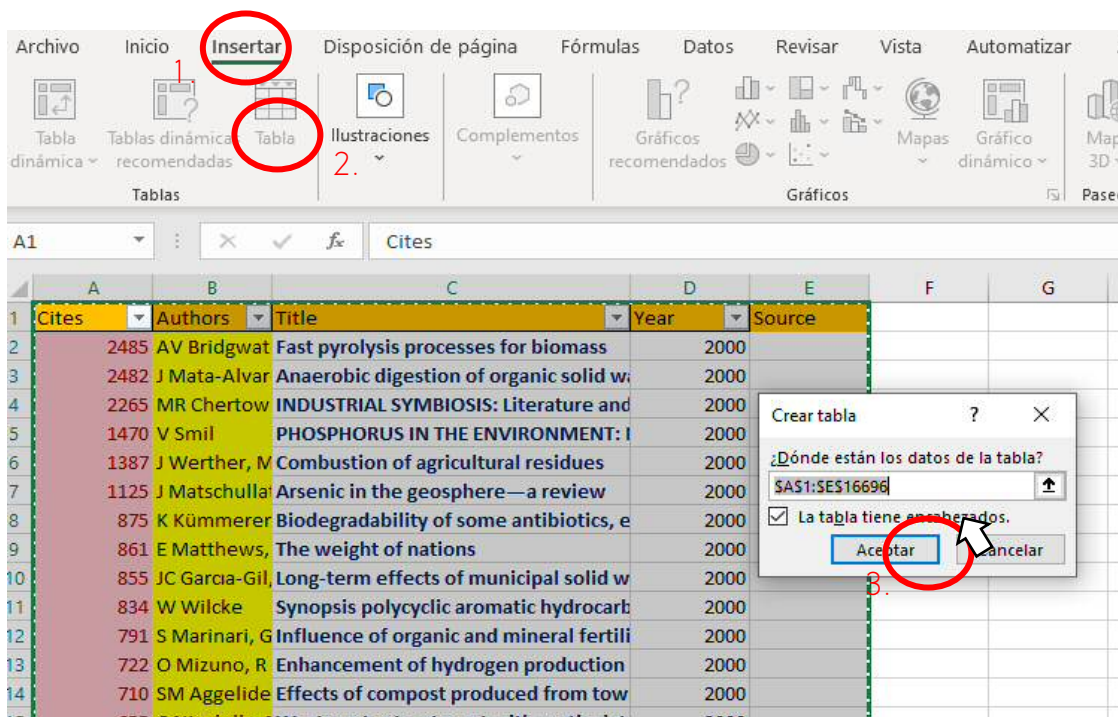 Archivo Inicio Insertar Disposición de página Fórmulas Datos Revisar Vista Automatizar
1.
Tabla dinámica
Tablas dinámica recomendadas
Tabla
Ilustraciones
2.
Complementos
Gráficos recomendados
Mapas
Gráfico dinámico
Map 3D
Tablas
Gráficos
Pase
A1 fx Cites
A B C D E F G
1 Cites Authors Title Year Source
2 2485 AV Bridgwat Fast pyrolysis processes for biomass 2000
3 2482 J Mata-Alvar Anaerobic digestion of organic solid wa 2000
4 2265 MR Chertow INDUSTRIAL SYMBIOSIS: Literature and 2000
5 1470 V Smil PHOSPHORUS IN THE ENVIRONMENT: 2000
6 1387 J Werther, M Combustion of agricultural residues 2000
7 1125 J Matschullat Arsenic in the geosphere—a review 2000
8 875 K Kümmerer Biodegradability of some antibiotics, e 2000
9 861 E Matthews, The weight of nations 2000
10 855 JC Garcıa-Gil, Long-term effects of municipal solid w 2000
11 834 W Wilcke Synopsis polycyclic aromatic hydrocarb 2000
12 791 S Marinari, G Influence of organic and mineral fertili 2000
13 722 O Mizuno, R Enhancement of hydrogen production 2000
14 710 SM Aggelide Effects of compost produced from tow 2000
Crear tabla ? ×
¿Dónde están los datos de la tabla?
$A$1:$E$16696
La tabla tiene encabezados.
Aceptar Cancelar
3.